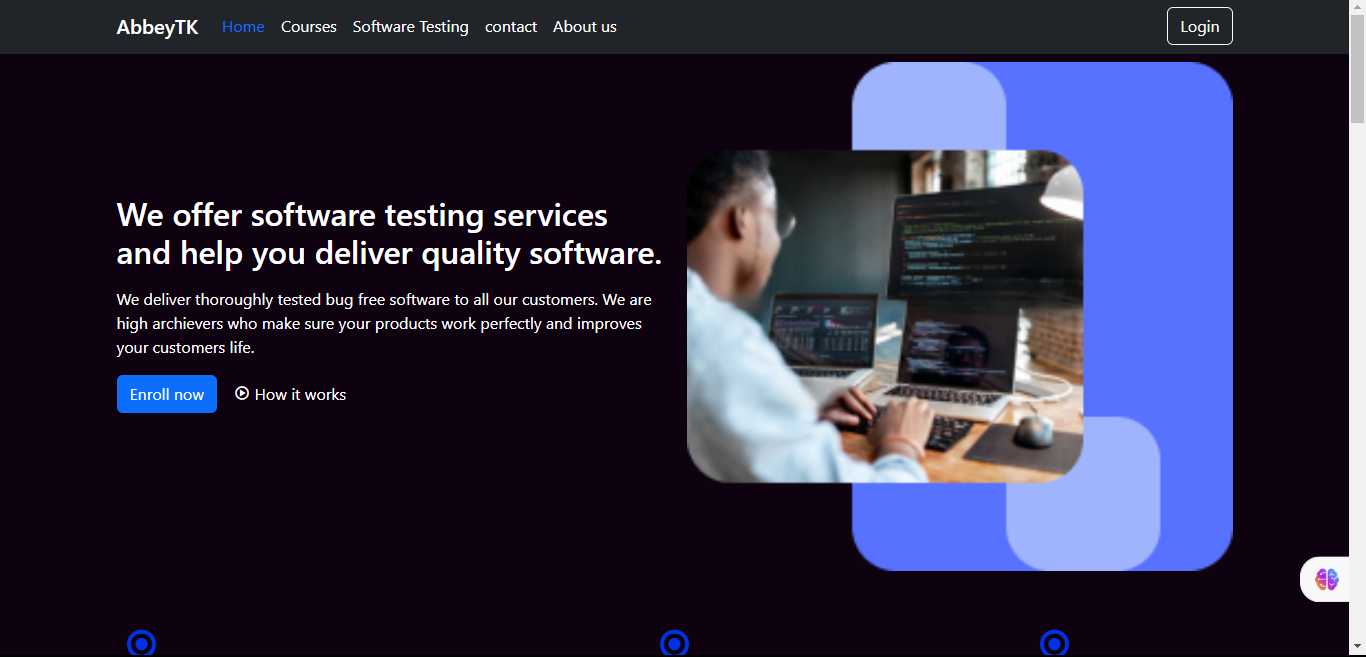 AbbeyTK Home Courses Software Testing contact About us Login
We offer software testing services
and help you deliver quality software.
We deliver thoroughly tested bug free software to all our customers. We are
high archievers who make sure your products work perfectly and improves
your customers life.
Enroll now How it works